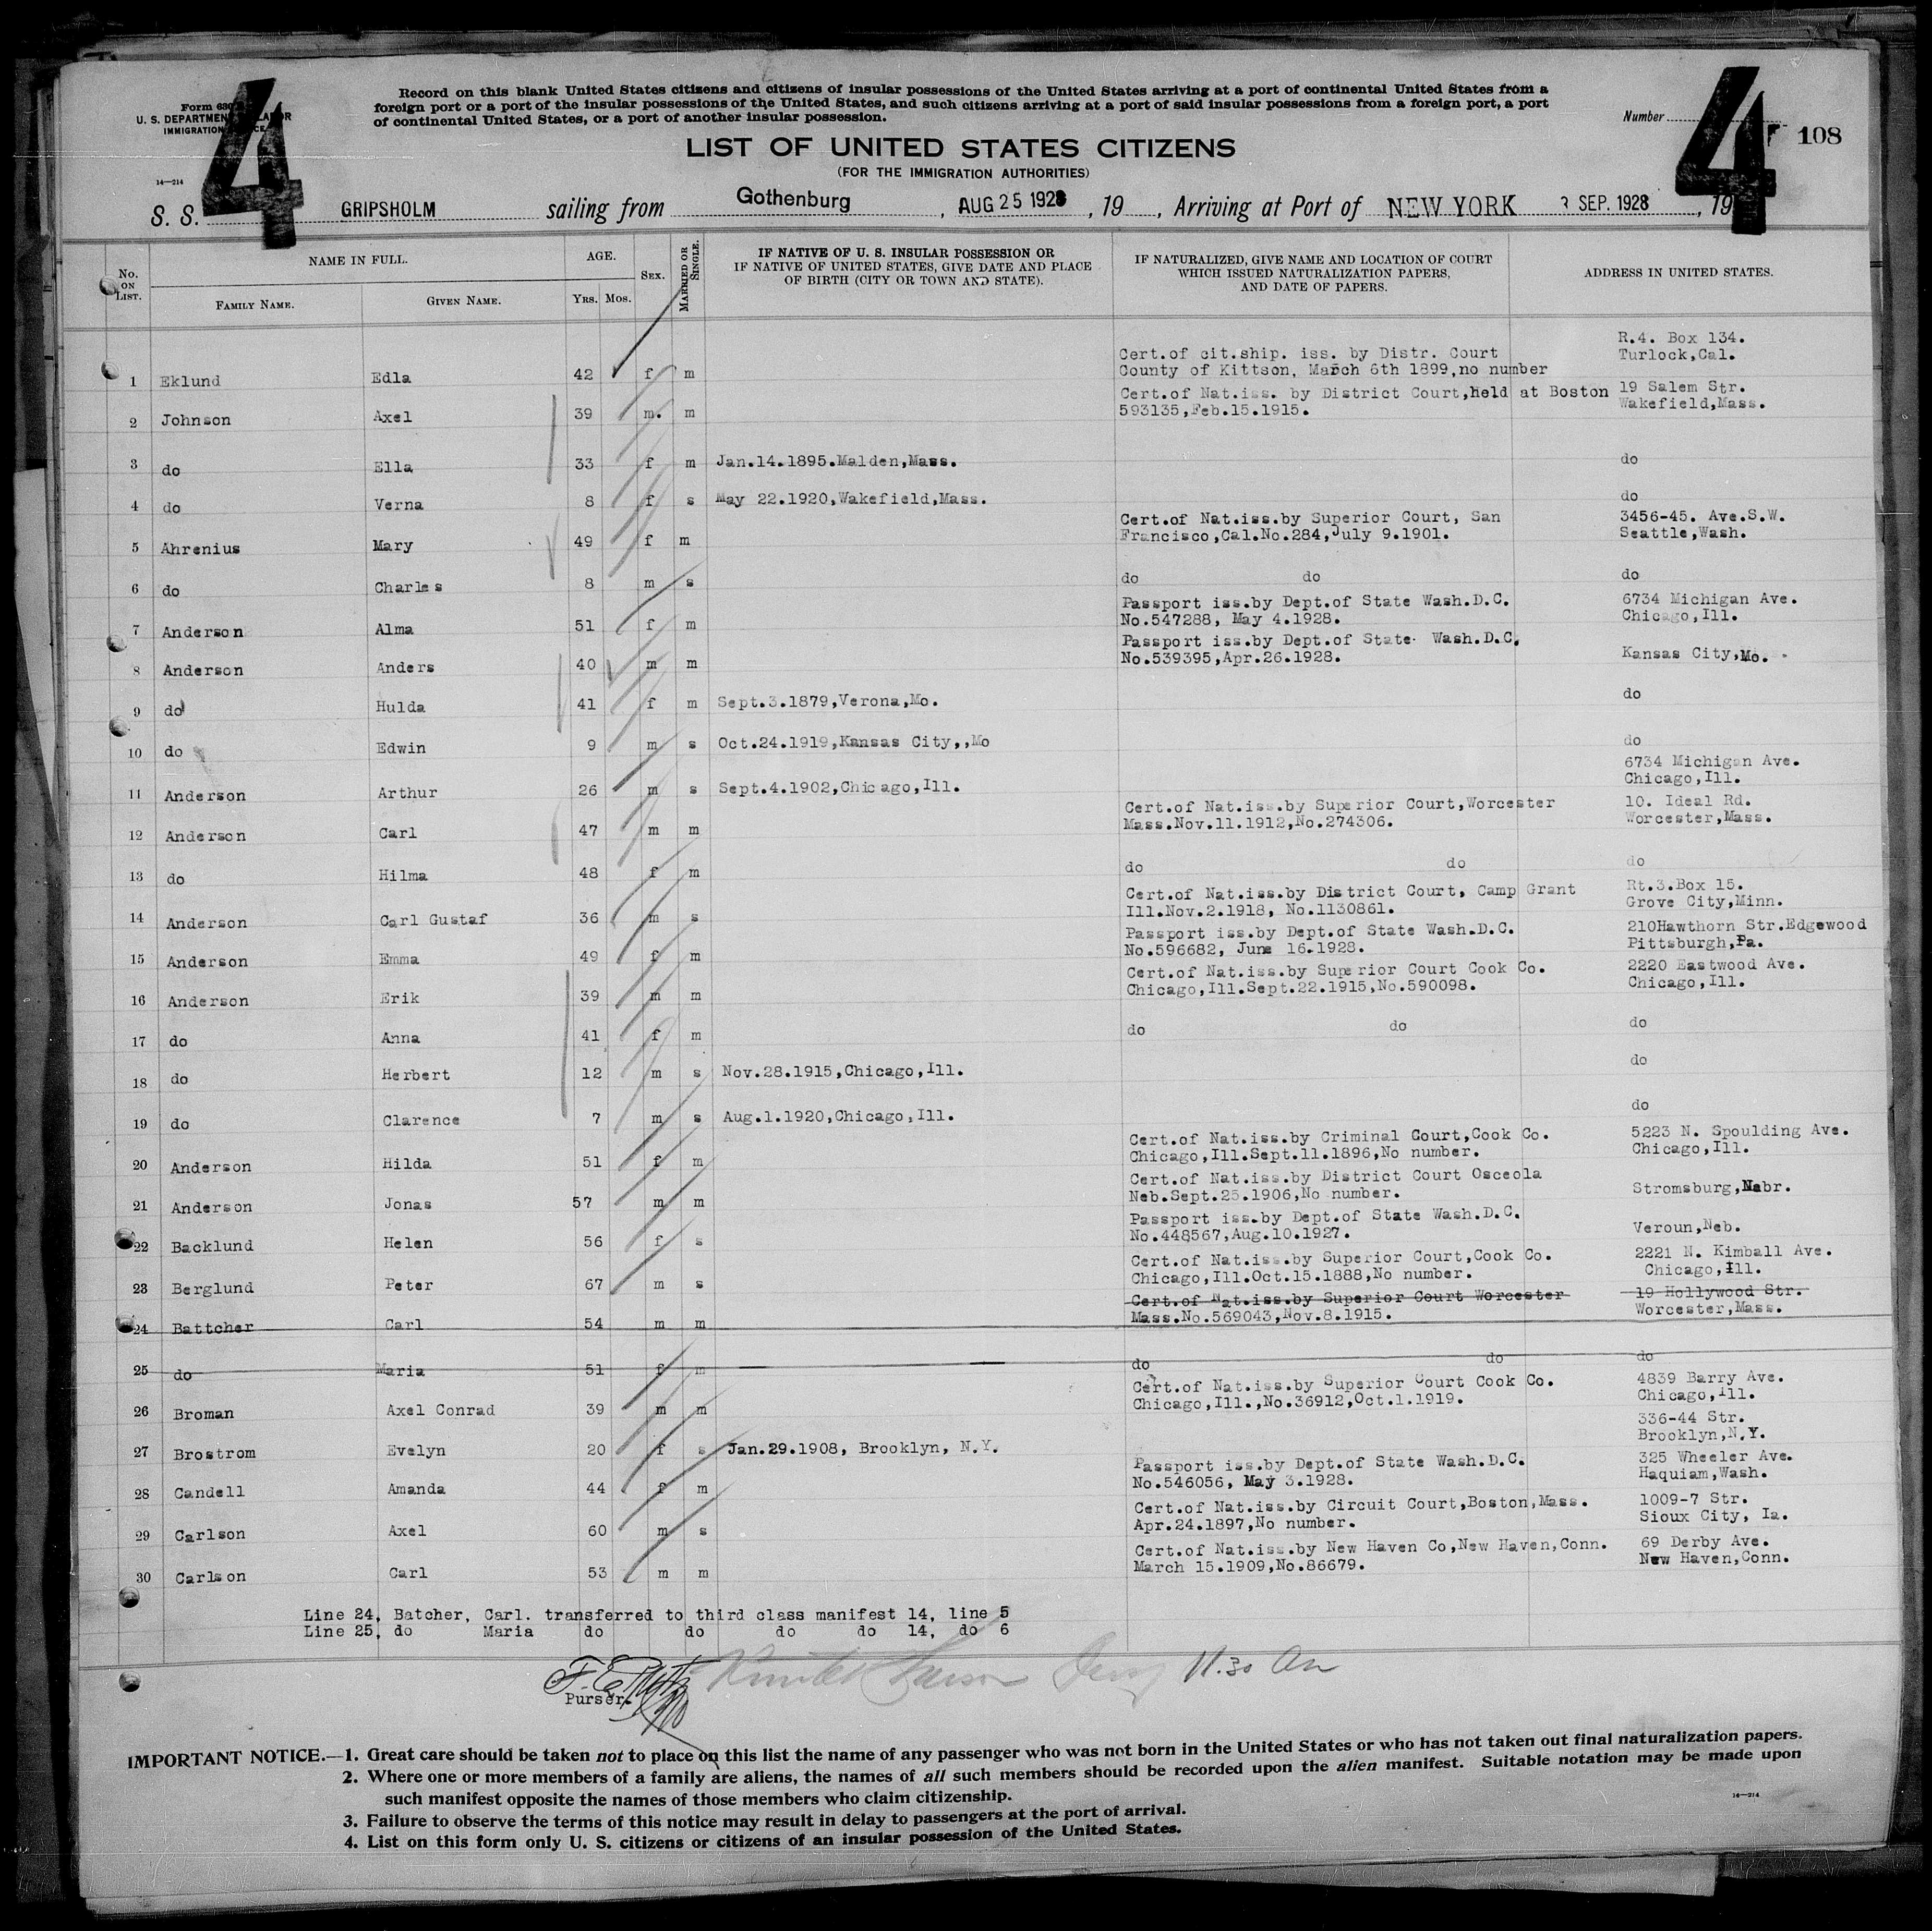 4
4
Form 630
U. S. DEPARTMENT OF LABOR
IMMIGRATION SERVICE
14—214
Record on this blank United States citizens and citizens of insular possessions of the United States arriving at a port of continental United States from a
foreign port or a port of the insular possessions of the United States, and such citizens arriving at a port of said insular possessions from a foreign port, a port
of continental United States, or a port of another insular possession.
Number 108
LIST OF UNITED STATES CITIZENS
(FOR THE IMMIGRATION AUTHORITIES)
S. S. GRIPSHOLM sailing from Gothenburg, AUG 25 1928, 19 , Arriving at Port of NEW YORK 3 SEP. 1928, 19
No. ON LIST.
NAME IN FULL.
FAMILY NAME.
GIVEN NAME.
AGE.
YRS. MOS.
SEX.
MARRIED OR SINGLE.
IF NATIVE OF U. S. INSULAR POSSESSION OR
IF NATIVE OF UNITED STATES, GIVE DATE AND PLACE
OF BIRTH (CITY OR TOWN AND STATE).
IF NATURALIZED, GIVE NAME AND LOCATION OF COURT
WHICH ISSUED NATURALIZATION PAPERS,
AND DATE OF PAPERS.
ADDRESS IN UNITED STATES.
R.4. Box 134.
Cert.of cit.ship. iss. by Distr. Court Turlock,Cal.
1 Eklund Edla 42 f m County of Kittson, March 6th 1899,no number
Cert.of Nat.iss. by District Court,held at Boston 19 Salem Str.
2 Johnson Axel 39 m. m 593135,Feb.15.1915. Wakefield,Mass.
3 do Ella 33 f m Jan.14.1895.Malden,Mass. do
4 do Verna 8 f s May 22.1920,Wakefield,Mass. do
Cert.of Nat.iss.by Superior Court, San 3456-45. Ave.S.W.
5 Ahrenius Mary 49 f m Francisco,Cal.No.284,July 9.1901. Seattle,Wash.
6 do Charles 8 m s do do do
Passport iss.by Dept.of State Wash.D.C. 6734 Michigan Ave.
7 Anderson Alma 51 f m No.547288, May 4.1928. Chicago,Ill.
Passport iss.by Dept.of State Wash.D.C.
8 Anderson Anders 40 m m No.539395,Apr.26.1928. Kansas City,Mo.
9 do Hulda 41 f m Sept.3.1879,Verona,Mo. do
10 do Edwin 9 m s Oct.24.1919,Kansas City,,Mo do
6734 Michigan Ave.
11 Anderson Arthur 26 m s Sept.4.1902,Chicago,Ill. Chicago,Ill.
Cert.of Nat.iss.by Superior Court,Worcester 10. Ideal Rd.
12 Anderson Carl 47 m m Mass.Nov.11.1912,No.274306. Worcester,Mass.
13 do Hilma 48 f m do do do
Cert.of Nat.iss.by District Court, Camp Grant Rt.3.Box 15.
14 Anderson Carl Gustaf 36 m s Ill.Nov.2.1918, No.1130861. Grove City,Minn.
Passport iss.by Dept.of State Wash.D.C. 210Hawthorn Str.Edgewood
15 Anderson Emma 49 f m No.596682, June 16.1928. Pittsburgh,Pa.
Cert.of Nat.iss.by Superior Court Cook Co. 2220 Eastwood Ave.
16 Anderson Erik 39 m m Chicago,Ill.Sept.22.1915,No.590098. Chicago,Ill.
17 do Anna 41 f m do do do
18 do Herbert 12 m s Nov.28.1915,Chicago,Ill. do
19 do Clarence 7 m s Aug.1.1920,Chicago,Ill. do
Cert.of Nat.iss.by Criminal Court,Cook Co. 5223 N. Spoulding Ave.
20 Anderson Hilda 51 f m Chicago,Ill.Sept.11.1896,No number. Chicago,Ill.
Cert.of Nat.iss.by District Court Osceola
21 Anderson Jonas 57 m m Neb.Sept.25.1906,No number. Stromsburg,Nabr.
Passport iss.by Dept.of State Wash.D.C.
22 Backlund Helen 56 f s No.448567,Aug.10.1927. Veroun,Neb.
Cert.of Nat.iss.by Superior Court,Cook Co. 2221 N. Kimball Ave.
23 Berglund Peter 67 m s Chicago,Ill.Oct.15.1888,No number. Chicago,Ill.
Cert.of Nat.iss.by Superior Court Worcester 19 Hollywood Str.
24 Battcher Carl 54 m m Mass.No.569043,Nov.8.1915. Worcester,Mass.
25 do Maria 51 f m do do do
Cert.of Nat.iss.by Superior Court Cook Co. 4839 Barry Ave.
26 Broman Axel Conrad 39 m m Chicago,Ill.,No.36912,Oct.1.1919. Chicago,Ill.
336-44 Str.
27 Brostrom Evelyn 20 f s Jan.29.1908, Brooklyn, N.Y. Brooklyn,N.Y.
Passport iss.by Dept.of State Wash.D.C. 325 Wheeler Ave.
28 Candell Amanda 44 f m No.546056, May 3.1928. Haquiam,Wash.
Cert.of Nat.iss.by Circuit Court,Boston,Mass. 1009-7 Str.
29 Carlson Axel 60 m s Apr.24.1897,No number. Sioux City, Ia.
Cert.of Nat.iss.by New Haven Co,New Haven,Conn. 69 Derby Ave.
30 Carlson Carl 53 m m March 15.1909,No.86679. New Haven,Conn.
Line 24, Batcher, Carl. transferred to third class manifest 14, line 5
Line 25, do Maria do do do do 14, do 6
11.30 Am
Purser.
IMPORTANT NOTICE.—1. Great care should be taken not to place on this list the name of any passenger who was not born in the United States or who has not taken out final naturalization papers.
2. Where one or more members of a family are aliens, the names of all such members should be recorded upon the alien manifest. Suitable notation may be made upon
such manifest opposite the names of those members who claim citizenship.
3. Failure to observe the terms of this notice may result in delay to passengers at the port of arrival.
4. List on this form only U. S. citizens or citizens of an insular possession of the United States.
14—214